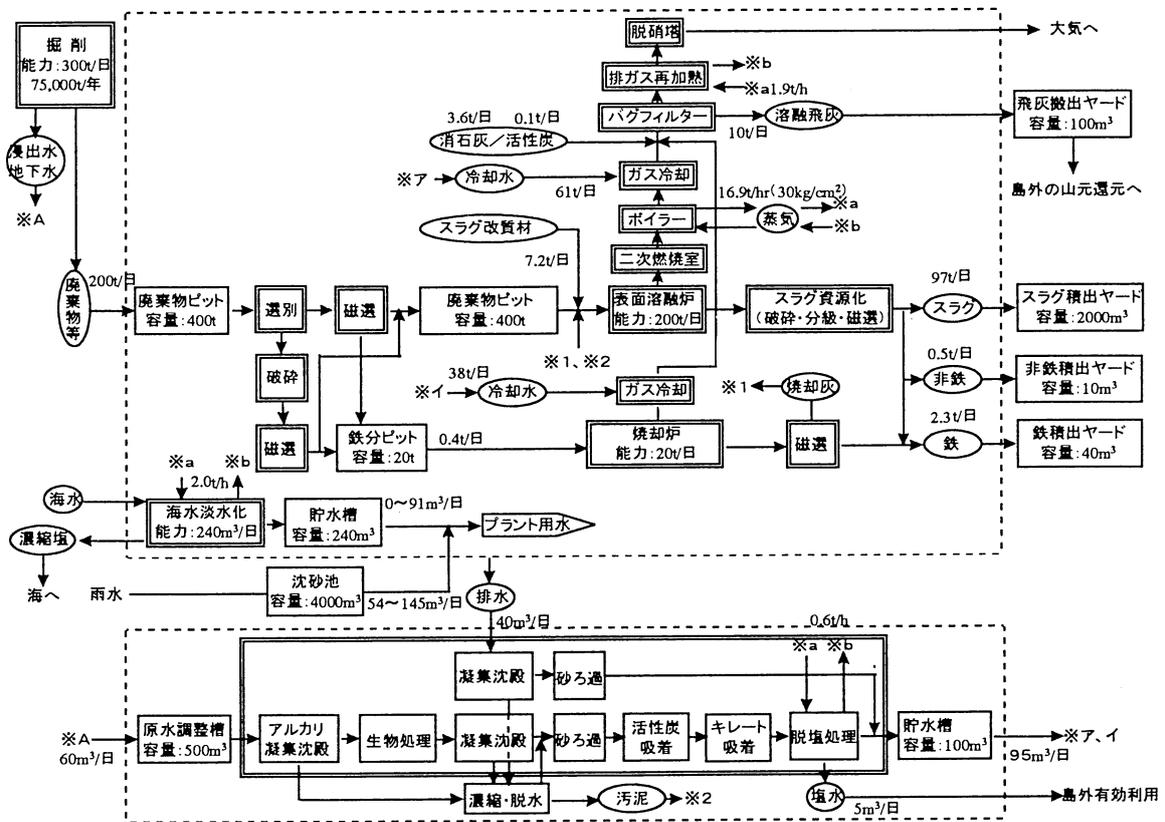 脱硝塔
大気へ
掘 削
能力：300t/日
75,000t/年
排ガス再加熱
※b
※a1.9t/h
3.6t/日
0.1t/日
バグフィルター
溶融飛灰
10t/日
飛灰搬出ヤード
容量：100m³
消石灰／活性炭
浸出水
地下水
※A
※ア
冷却水
61t/日
ガス冷却
16.9t/hr（30kg/cm²）
※a
島外の山元還元へ
スラグ改質材
ボイラー
蒸気
※b
7.2t/日
二次燃焼室
廃棄物等
200t/日
廃棄物ピット
容量：400t
選別
磁選
廃棄物ピット
容量：400t
表面溶融炉
能力：200t/日
スラグ資源化
（破砕・分級・磁選）
97t/日
スラグ
スラグ積出ヤード
容量：2000m³
※1、※2
破砕
※イ
38t/日
冷却水
ガス冷却
※1
焼却灰
0.5t/日
非鉄
非鉄積出ヤード
容量：10m³
磁選
鉄分ピット
容量：20t
0.4t/日
焼却炉
能力：20t/日
磁選
2.3t/日
鉄
鉄積出ヤード
容量：40m³
※a
※b
2.0t/h
海水
海水淡水化
能力：240m³/日
貯水槽
容量：240m³
0～91m³/日
プラント用水
濃縮塩
海へ
雨水
沈砂池
容量：4000m³
54～145m³/日
排水
40m³/日
0.6t/h
※a
※b
凝集沈殿
砂ろ過
※A
60m³/日
原水調整槽
容量：500m³
アルカリ
凝集沈殿
生物処理
凝集沈殿
砂ろ過
活性炭
吸着
キレート
吸着
脱塩処理
貯水槽
容量：100m³
※ア、イ
95m³/日
濃縮・脱水
汚泥
※2
塩水
5m³/日
島外有効利用